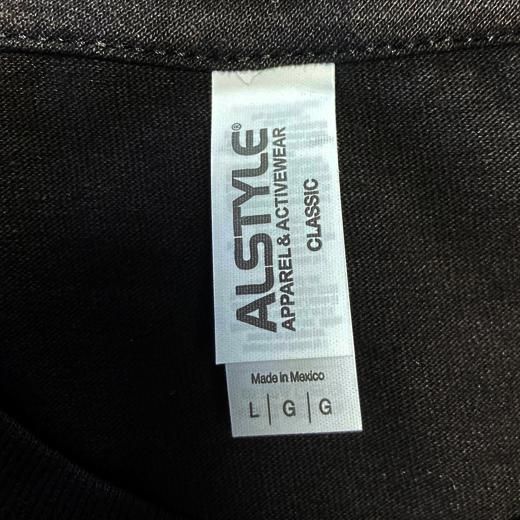 ALSTYLE®
APPAREL & ACTIVEWEAR
CLASSIC
Made in Mexico
L | G | G